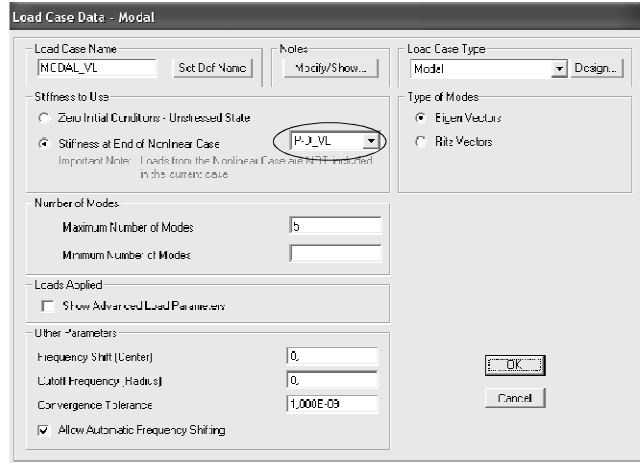 Load Case Data - Modal
Load Case Name
MODAL_VL
Set Def Name
Notes
Modify/Show...
Load Case Type
Modal
Design...
Stiffness to Use
Zero Initial Conditions - Unstressed State
Stiffness at End of Nonlinear Case
P-D_VL
Important Note: Loads from the Nonlinear Case are NOT included
in the current case
Type of Modes
Eigen Vectors
Ritz Vectors
Number of Modes
Maximum Number of Modes
5
Minimum Number of Modes
Loads Applied
Show Advanced Load Parameters
Other Parameters
Frequency Shift (Center)
0,
Cutoff Frequency (Radius)
0,
Convergence Tolerance
1,000E-09
Allow Automatic Frequency Shifting
OK
Cancel